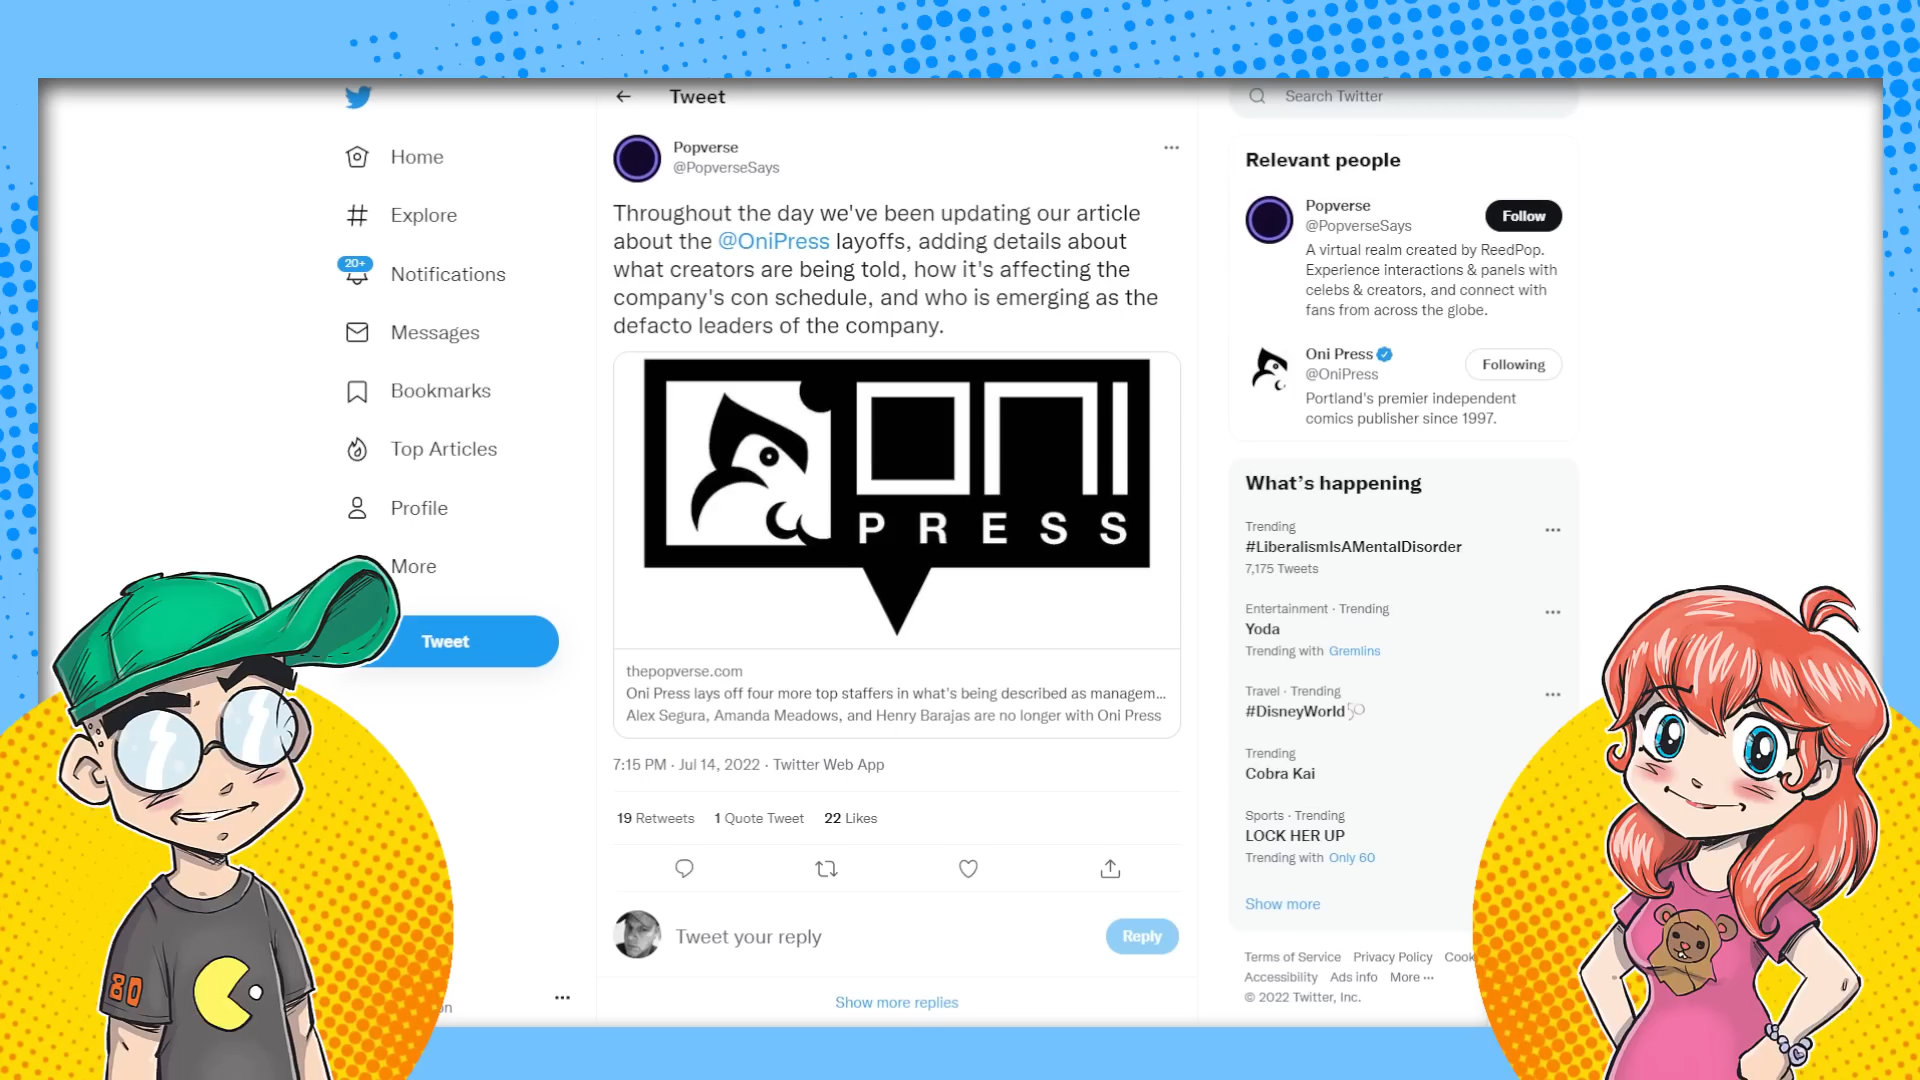 Tweet
Search Twitter
Home
Explore
20+
Notifications
Messages
Bookmarks
Top Articles
Profile
More
Tweet
Popverse
@PopverseSays
Throughout the day we've been updating our article
about the @OniPress layoffs, adding details about
what creators are being told, how it's affecting the
company's con schedule, and who is emerging as the
defacto leaders of the company.
ONI
PRESS
thepopverse.com
Oni Press lays off four more top staffers in what's being described as managem...
Alex Segura, Amanda Meadows, and Henry Barajas are no longer with Oni Press
7:15 PM · Jul 14, 2022 · Twitter Web App
19 Retweets 1 Quote Tweet 22 Likes
Tweet your reply
Reply
Show more replies
Relevant people
Popverse
@PopverseSays
Follow
A virtual realm created by ReedPop.
Experience interactions & panels with
celebs & creators, and connect with
fans from across the globe.
Oni Press
@OniPress
Following
Portland's premier independent
comics publisher since 1997.
What's happening
Trending
#LiberalismIsAMentalDisorder
7,175 Tweets
Entertainment · Trending
Yoda
Trending with Gremlins
Travel · Trending
#DisneyWorld
Trending
Cobra Kai
Sports · Trending
LOCK HER UP
Trending with Only 60
Show more
Terms of Service Privacy Policy Cook
Accessibility Ads info More ···
© 2022 Twitter, Inc.
80